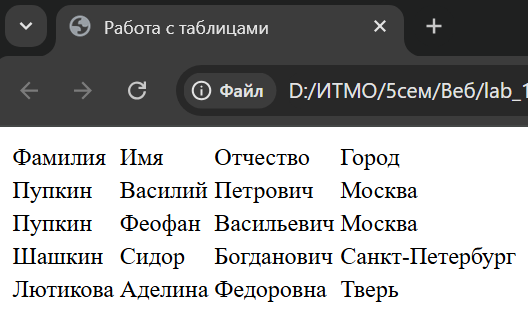 Работа с таблицами
Файл D:/ИТМО/5сем/Веб/lab_1
Фамилия Имя Отчество Город
Пупкин Василий Петрович Москва
Пупкин Феофан Васильевич Москва
Шашкин Сидор Богданович Санкт-Петербург
Лютикова Аделина Федоровна Тверь